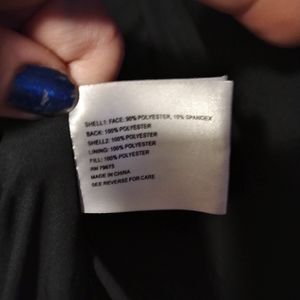 SHELL1: FACE: 90% POLYESTER, 10% SPANDEX
BACK: 100% POLYESTER
SHELL2: 100% POLYESTER
LINING: 100% POLYESTER
FILL: 100% POLYESTER
RN 79673
MADE IN CHINA
SEE REVERSE FOR CARE